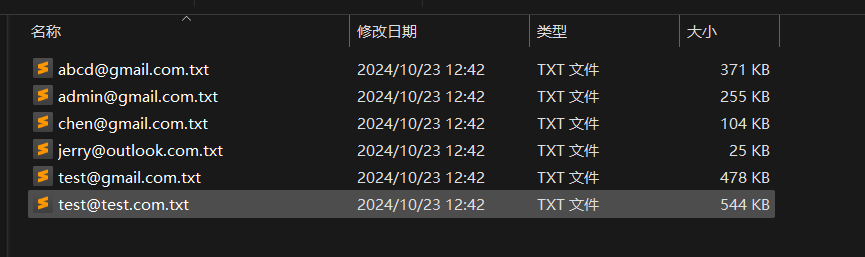 名称 修改日期 类型 大小
abcd@gmail.com.txt 2024/10/23 12:42 TXT 文件 371 KB
admin@gmail.com.txt 2024/10/23 12:42 TXT 文件 255 KB
chen@gmail.com.txt 2024/10/23 12:42 TXT 文件 104 KB
jerry@outlook.com.txt 2024/10/23 12:42 TXT 文件 25 KB
test@gmail.com.txt 2024/10/23 12:42 TXT 文件 478 KB
test@test.com.txt 2024/10/23 12:42 TXT 文件 544 KB